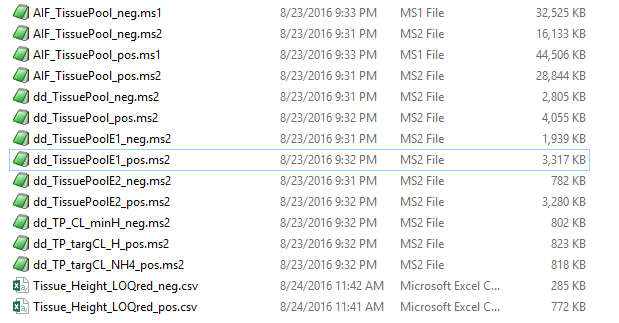 AIF_TissuePool_neg.ms1 8/23/2016 9:33 PM MS1 File 32,525 KB
AIF_TissuePool_neg.ms2 8/23/2016 9:31 PM MS2 File 16,133 KB
AIF_TissuePool_pos.ms1 8/23/2016 9:33 PM MS1 File 44,506 KB
AIF_TissuePool_pos.ms2 8/23/2016 9:31 PM MS2 File 28,844 KB
dd_TissuePool_neg.ms2 8/23/2016 9:31 PM MS2 File 2,805 KB
dd_TissuePool_pos.ms2 8/23/2016 9:32 PM MS2 File 4,055 KB
dd_TissuePoolE1_neg.ms2 8/23/2016 9:31 PM MS2 File 1,939 KB
dd_TissuePoolE1_pos.ms2 8/23/2016 9:32 PM MS2 File 3,317 KB
dd_TissuePoolE2_neg.ms2 8/23/2016 9:31 PM MS2 File 782 KB
dd_TissuePoolE2_pos.ms2 8/23/2016 9:32 PM MS2 File 3,280 KB
dd_TP_CL_minH_neg.ms2 8/23/2016 9:32 PM MS2 File 802 KB
dd_TP_targCL_H_pos.ms2 8/23/2016 9:32 PM MS2 File 823 KB
dd_TP_targCL_NH4_pos.ms2 8/23/2016 9:32 PM MS2 File 818 KB
Tissue_Height_LOQred_neg.csv 8/24/2016 11:42 AM Microsoft Excel C... 285 KB
Tissue_Height_LOQred_pos.csv 8/24/2016 11:41 AM Microsoft Excel C... 772 KB